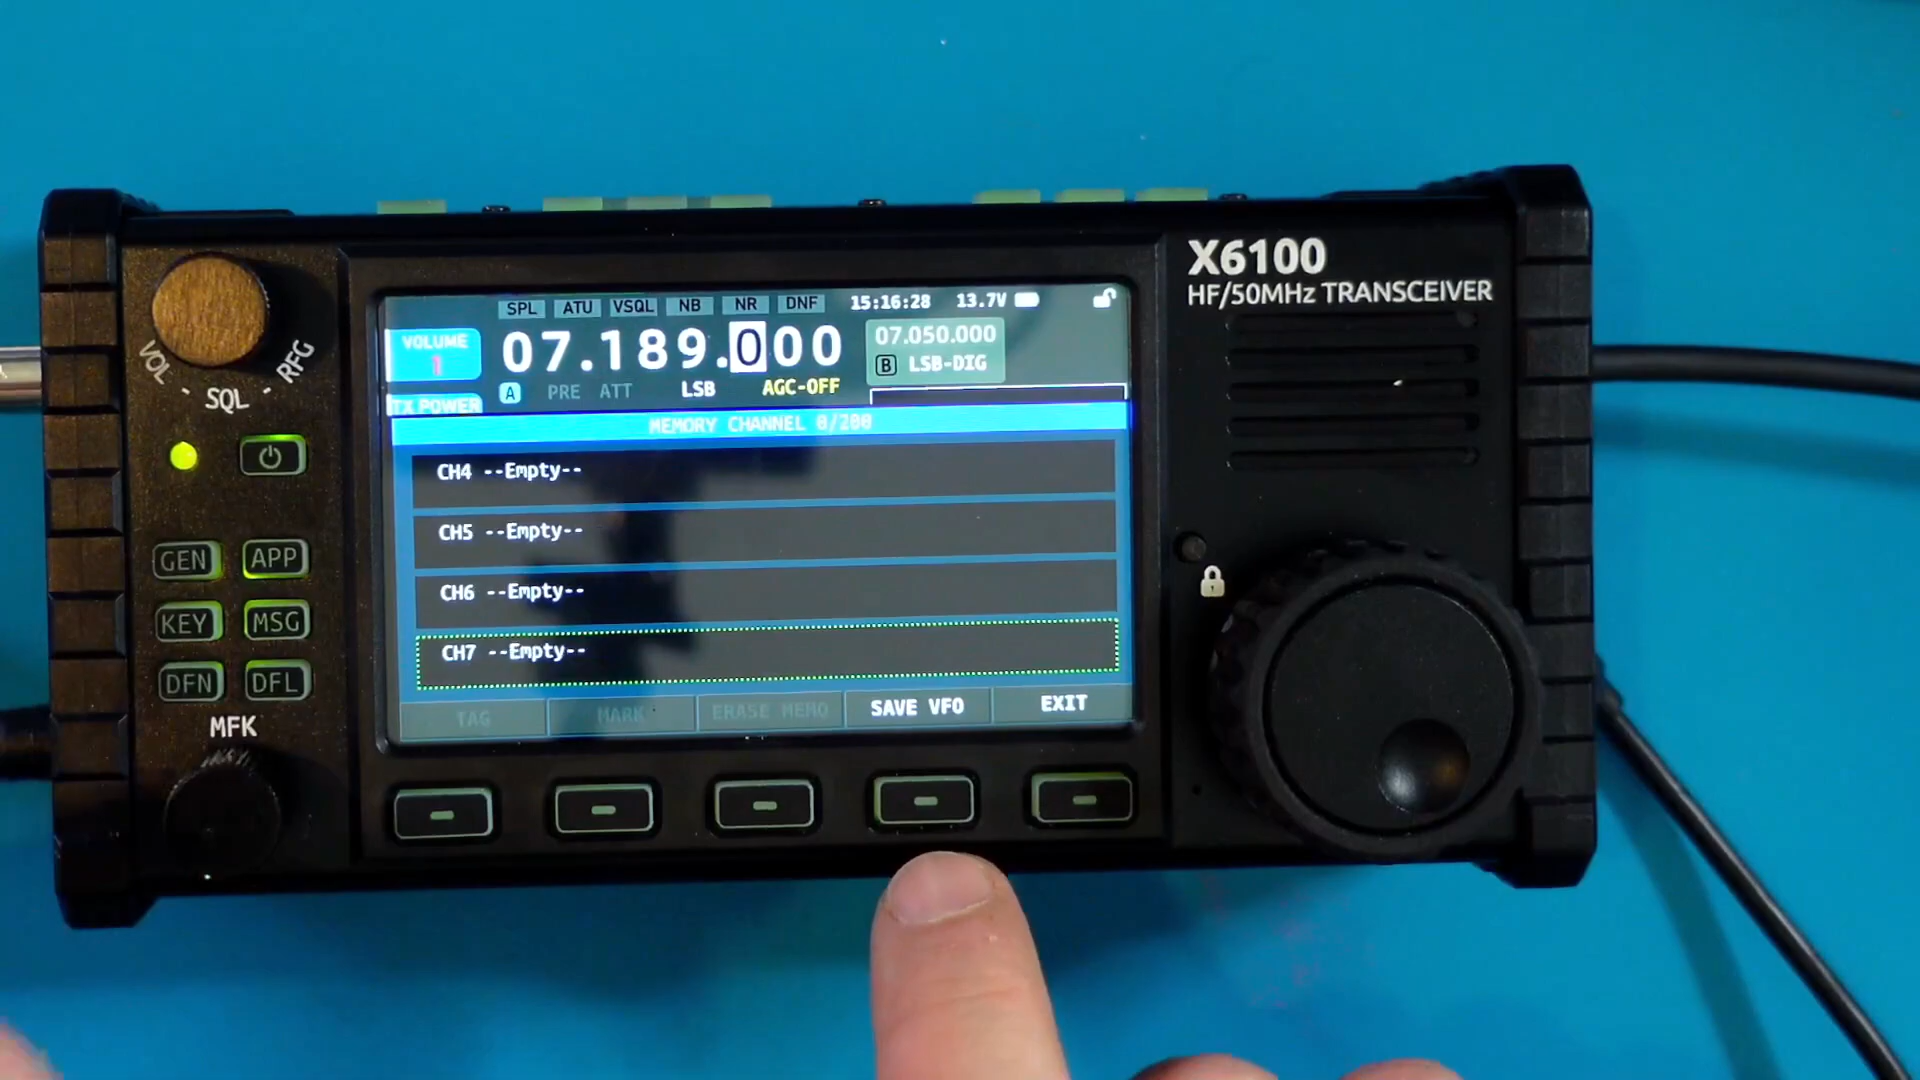 X6100
HF/50MHz TRANSCEIVER
SPL ATU VSQL NB NR DNF 15:16:28 13.7V
VOLUME
1
07.189.000
07.050.000
B LSB-DIG
A PRE ATT LSB AGC-OFF
TX POWER
MEMORY CHANNEL 0/200
CH4 --Empty--
CH5 --Empty--
CH6 --Empty--
CH7 --Empty--
TAG MARK ERASE MEMO SAVE VFO EXIT
VOL - SQL - RFG
GEN APP
KEY MSG
DFN DFL
MFK